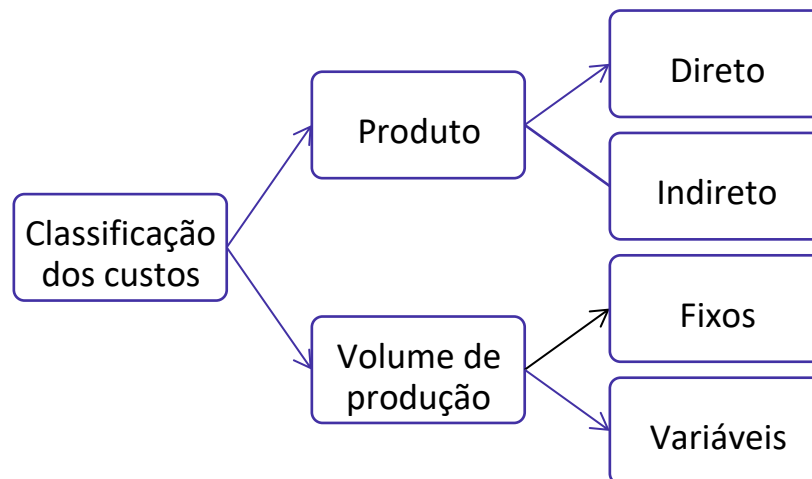 Classificação
dos custos
Produto
Direto
Indireto
Volume de
produção
Fixos
Variáveis